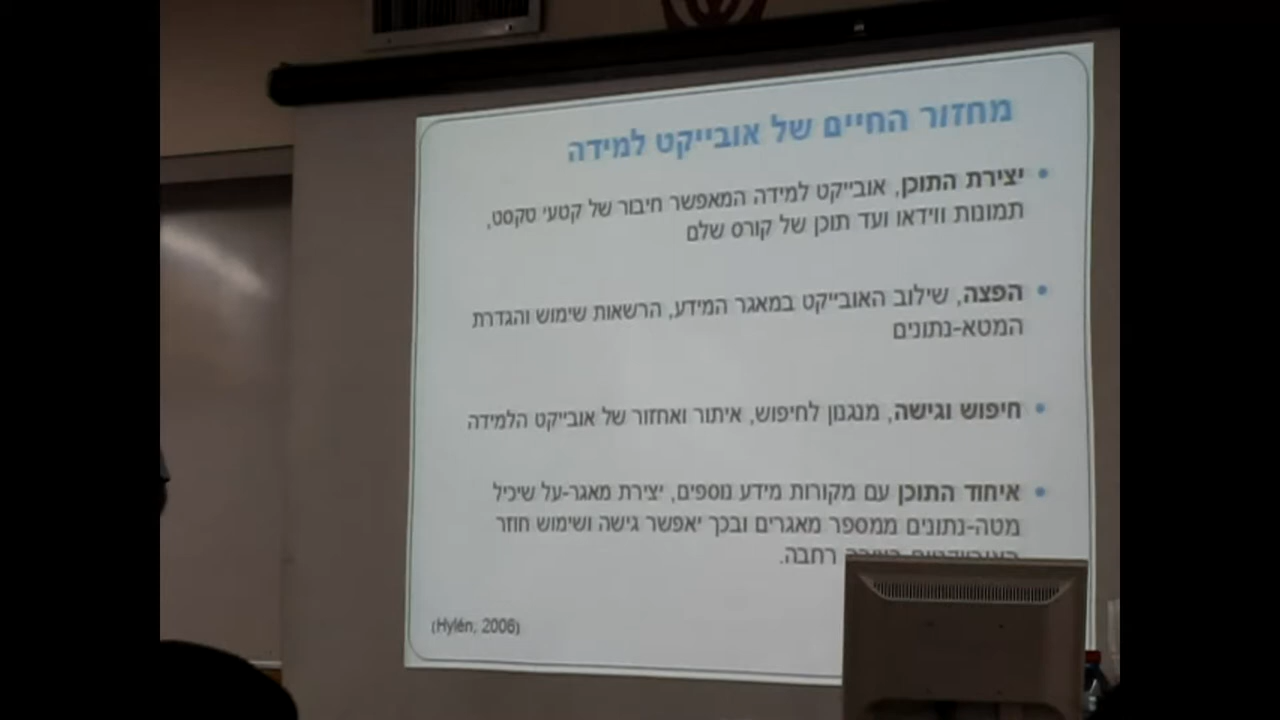 מחזור החיים של אובייקט למידה
• יצירת התוכן, אובייקט למידה המאפשר חיבור של קטעי טקסט,
תמונות ווידאו ועד תוכן של קורס שלם
• הפצה, שילוב האובייקט במאגר המידע, הרשאות שימוש והגדרת
המטא-נתונים
• חיפוש וגישה, מנגנון לחיפוש, איתור ואחזור של אובייקט הלמידה
• איחוד התוכן עם מקורות מידע נוספים, יצירת מאגר-על שיכיל
מטה-נתונים ממספר מאגרים ובכך יאפשר גישה ושימוש חוזר
רחבה.
(Hylén, 2006)